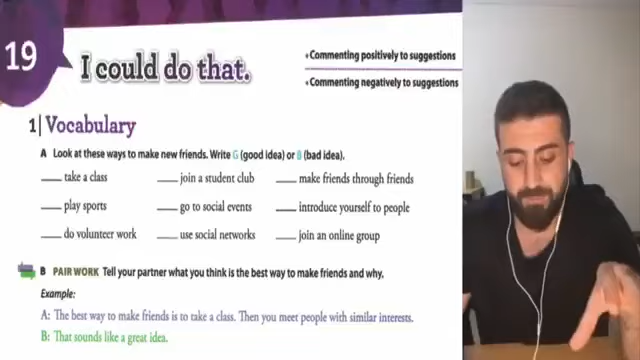 19
I could do that.
• Commenting positively to suggestions
• Commenting negatively to suggestions
1| Vocabulary
A Look at these ways to make new friends. Write G (good idea) or B (bad idea).
___ take a class ___ join a student club ___ make friends through friends
___ play sports ___ go to social events ___ introduce yourself to people
___ do volunteer work ___ use social networks ___ join an online group
B PAIR WORK Tell your partner what you think is the best way to make friends and why.
Example:
A: The best way to make friends is to take a class. Then you meet people with similar interests.
B: That sounds like a great idea.